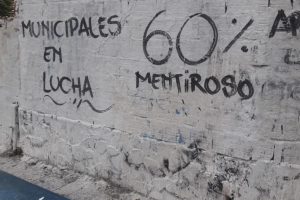 MUNICIPALES
EN
LUCHA
60%
MENTIROSO